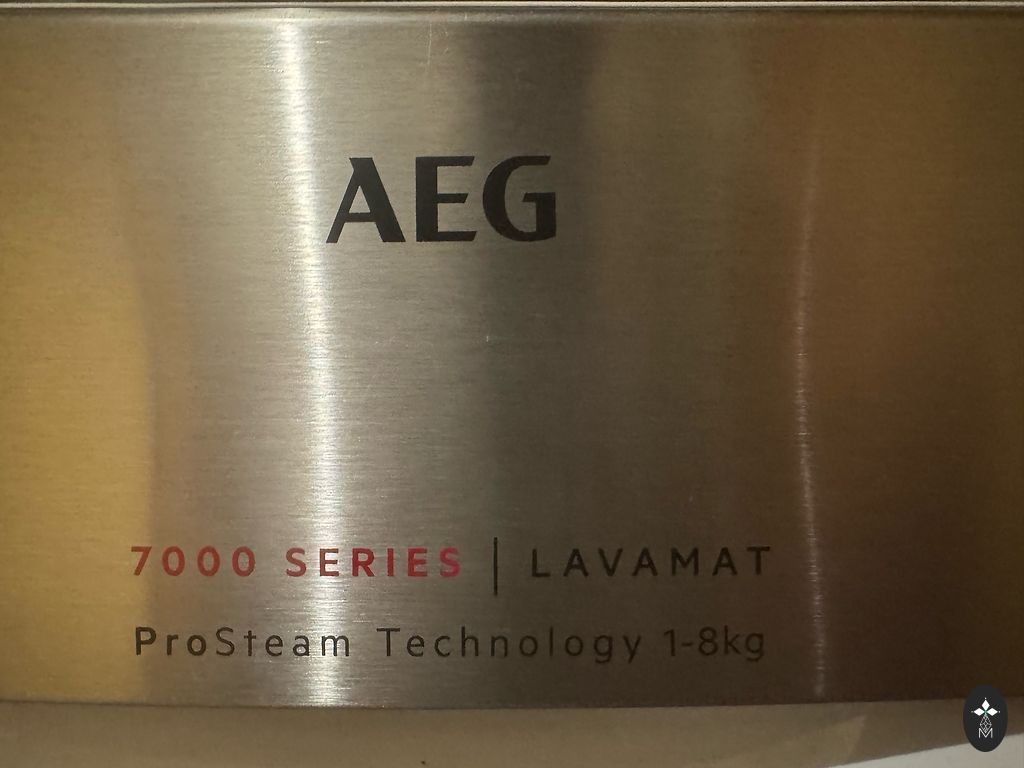 AEG
7000 SERIES | LAVAMAT
ProSteam Technology 1-8kg
M